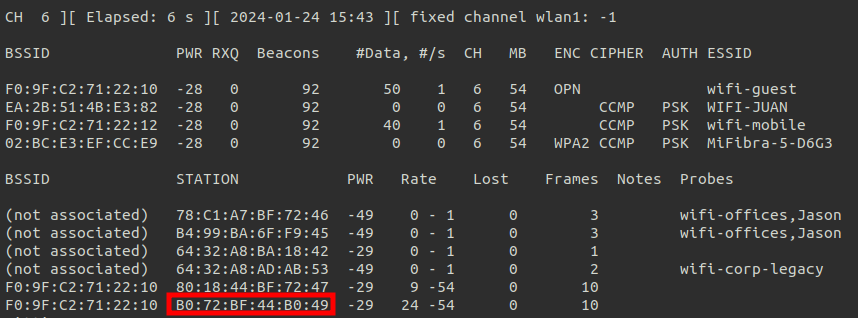 CH  6 ][ Elapsed: 6 s ][ 2024-01-24 15:43 ][ fixed channel wlan1: -1
BSSID              PWR RXQ  Beacons    #Data, #/s  CH   MB   ENC CIPHER  AUTH ESSID
F0:9F:C2:71:22:10  -28   0       92       50    1   6   54   OPN              wifi-guest
EA:2B:51:4B:E3:82  -28   0       92        0    0   6   54        CCMP   PSK  WIFI-JUAN
F0:9F:C2:71:22:12  -28   0       92       40    1   6   54        CCMP   PSK  wifi-mobile
02:BC:E3:EF:CC:E9  -28   0       92        0    0   6   54   WPA2 CCMP   PSK  MiFibra-5-D6G3
BSSID              STATION            PWR   Rate    Lost    Frames  Notes  Probes
(not associated)   78:C1:A7:BF:72:46  -49    0 - 1      0        3         wifi-offices,Jason
(not associated)   B4:99:BA:6F:F9:45  -49    0 - 1      0        3         wifi-offices,Jason
(not associated)   64:32:A8:BA:18:42  -29    0 - 1      0        1
(not associated)   64:32:A8:AD:AB:53  -49    0 - 1      0        2         wifi-corp-legacy
F0:9F:C2:71:22:10  80:18:44:BF:72:47  -29    9 -54      0       10
F0:9F:C2:71:22:10  B0:72:BF:44:B0:49  -29   24 -54      0       10